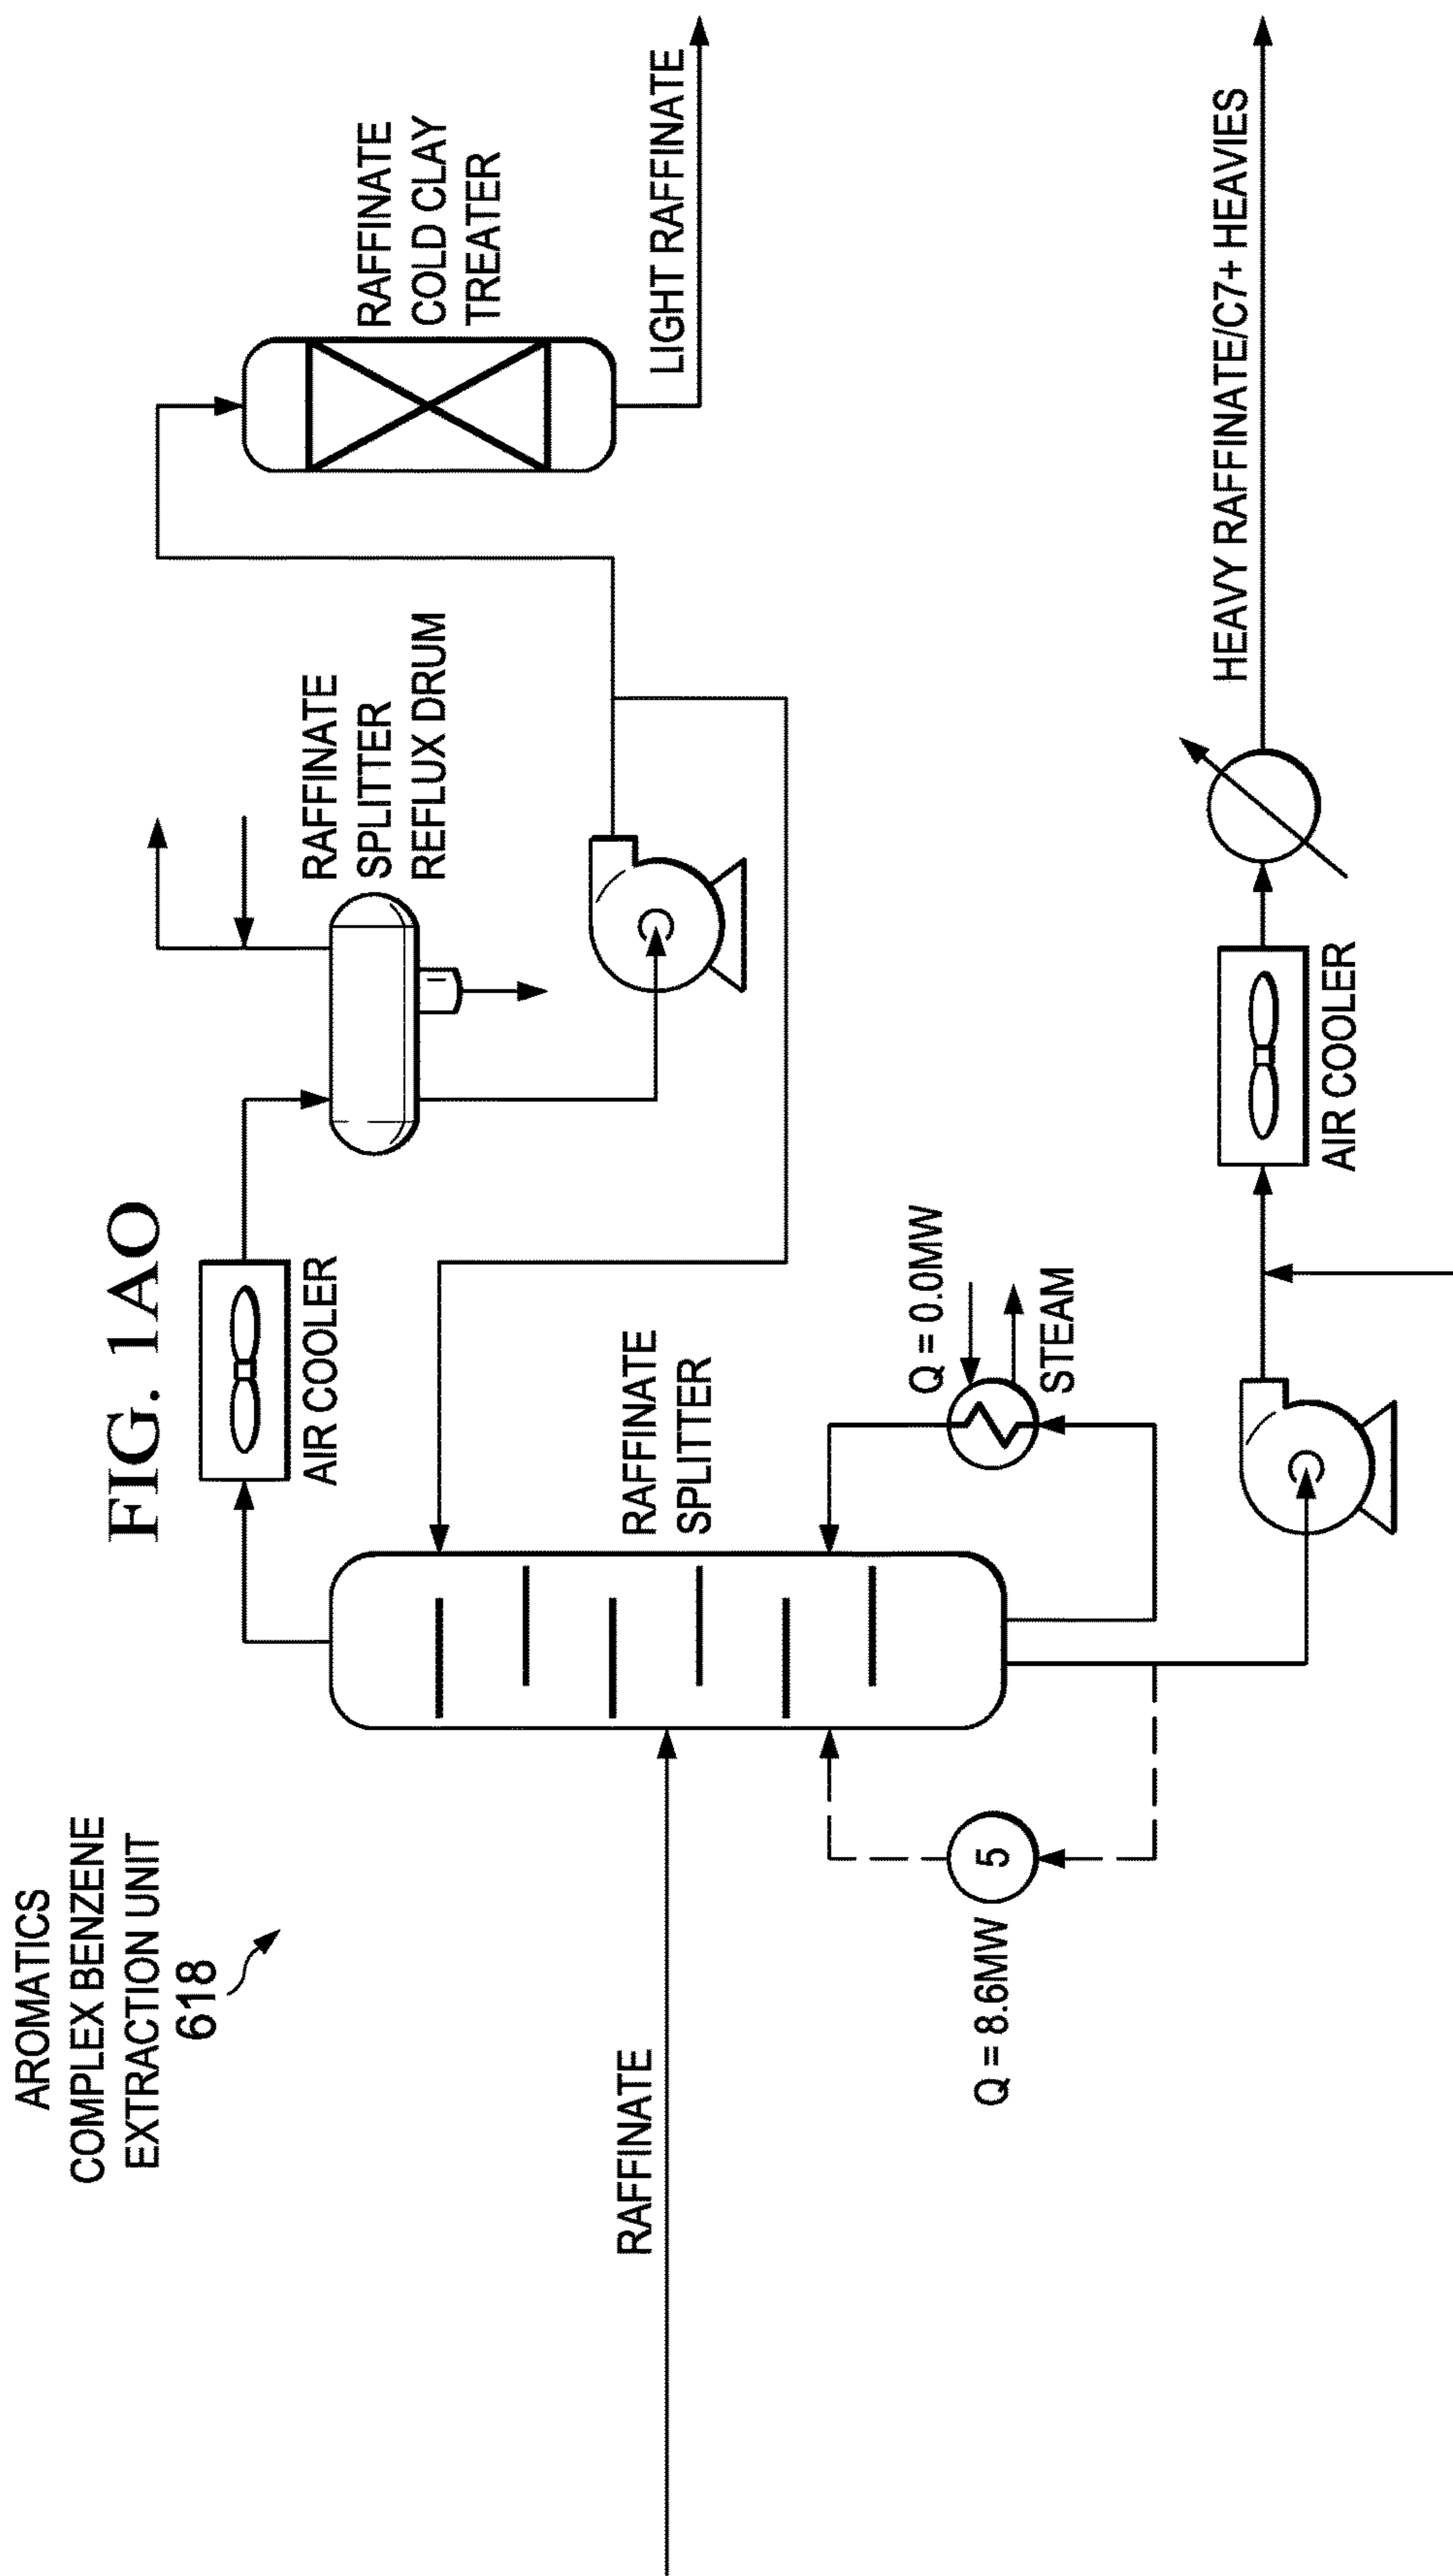 FIG. 1AO
AROMATICS
COMPLEX BENZENE
EXTRACTION UNIT
618
RAFFINATE
AIR COOLER
RAFFINATE
SPLITTER
REFLUX DRUM
RAFFINATE
COLD CLAY
TREATER
LIGHT RAFFINATE
RAFFINATE
SPLITTER
Q = 8.6MW
5
Q = 0.0MW
STEAM
AIR COOLER
HEAVY RAFFINATE/C7+ HEAVIES